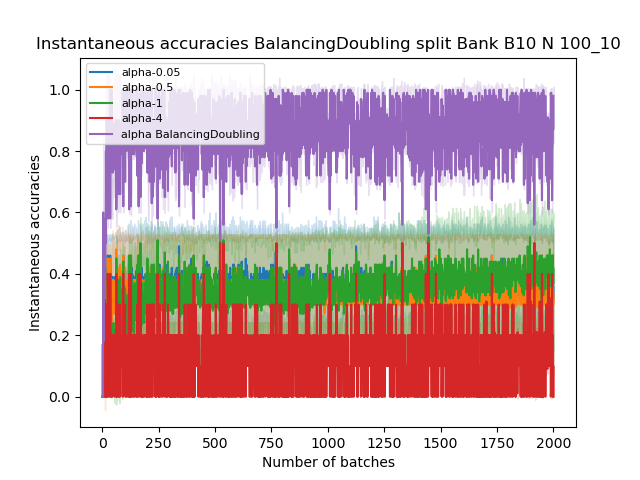 Instantaneous accuracies BalancingDoubling split Bank B10 N 100_10
alpha-0.05
alpha-0.5
alpha-1
alpha-4
alpha BalancingDoubling
1.0
0.8
0.6
0.4
0.2
0.0
Instantaneous accuracies
0 250 500 750 1000 1250 1500 1750 2000
Number of batches